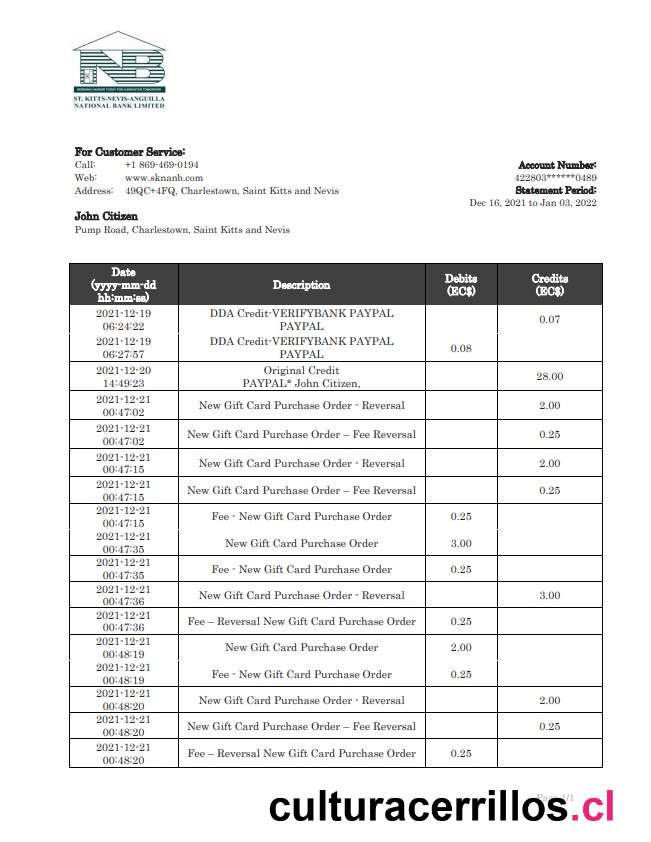 NB
ST. KITTS-NEVIS-ANGUILLA
NATIONAL BANK LIMITED
For Customer Service:
Call: +1 869-469-0194
Web: www.sknanb.com
Address: 49QC+4FQ, Charlestown, Saint Kitts and Nevis
Account Number:
422803******0489
Statement Period:
Dec 16, 2021 to Jan 03, 2022
John Citizen
Pump Road, Charlestown, Saint Kitts and Nevis
Date
(yyyy-mm-dd
hh:mm:ss)
Description
Debits
(EC$)
Credits
(EC$)
2021-12-19
06:24:22
DDA Credit-VERIFYBANK PAYPAL
PAYPAL
0.07
2021-12-19
06:27:57
DDA Credit-VERIFYBANK PAYPAL
PAYPAL
0.08
2021-12-20
14:49:23
Original Credit
PAYPAL* John Citizen,
28.00
2021-12-21
00:47:02
New Gift Card Purchase Order - Reversal
2.00
2021-12-21
00:47:02
New Gift Card Purchase Order – Fee Reversal
0.25
2021-12-21
00:47:15
New Gift Card Purchase Order - Reversal
2.00
2021-12-21
00:47:15
New Gift Card Purchase Order – Fee Reversal
0.25
2021-12-21
00:47:15
Fee - New Gift Card Purchase Order
0.25
2021-12-21
00:47:35
New Gift Card Purchase Order
3.00
2021-12-21
00:47:35
Fee - New Gift Card Purchase Order
0.25
2021-12-21
00:47:36
New Gift Card Purchase Order - Reversal
3.00
2021-12-21
00:47:36
Fee – Reversal New Gift Card Purchase Order
0.25
2021-12-21
00:48:19
New Gift Card Purchase Order
2.00
2021-12-21
00:48:19
Fee - New Gift Card Purchase Order
0.25
2021-12-21
00:48:20
New Gift Card Purchase Order - Reversal
2.00
2021-12-21
00:48:20
New Gift Card Purchase Order – Fee Reversal
0.25
2021-12-21
00:48:20
Fee – Reversal New Gift Card Purchase Order
0.25
Page 1/1
culturacerrillos.cl